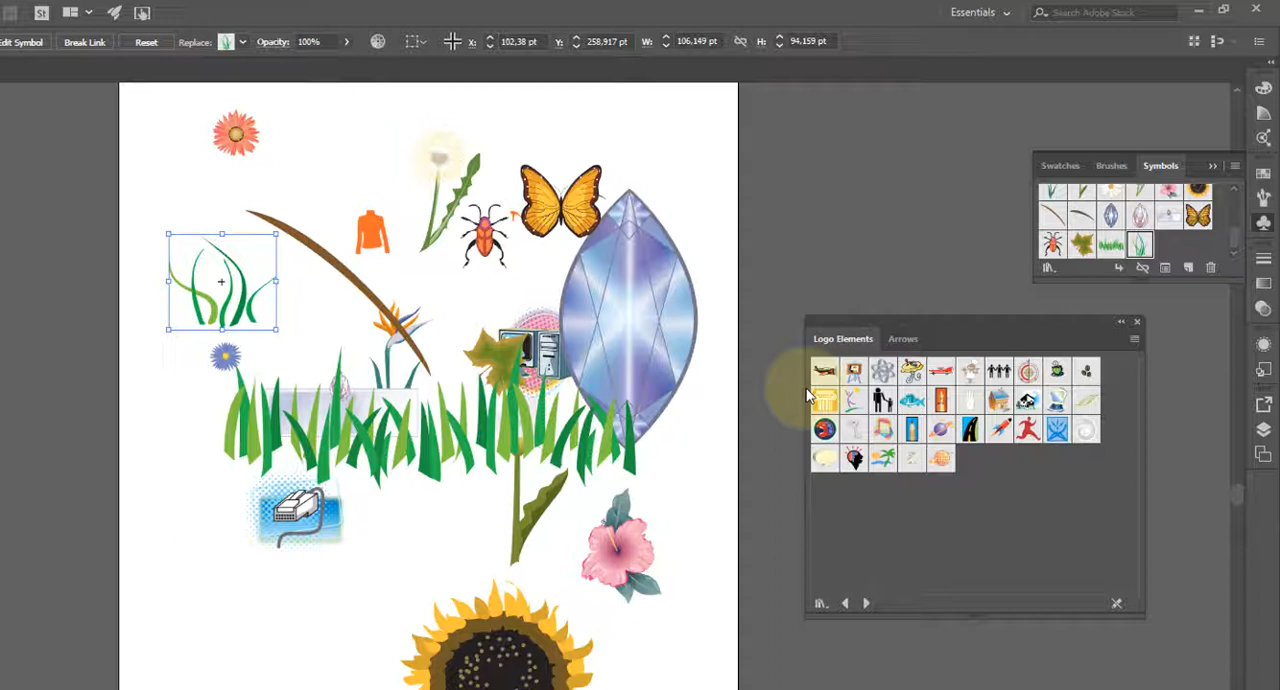 St
Essentials
Search Adobe Stock
Edit Symbol
Break Link
Reset
Replace:
Opacity:
100%
X:
102,38 pt
Y:
258,917 pt
W:
106,149 pt
H:
94,159 pt
Swatches
Brushes
Symbols
Logo Elements
Arrows